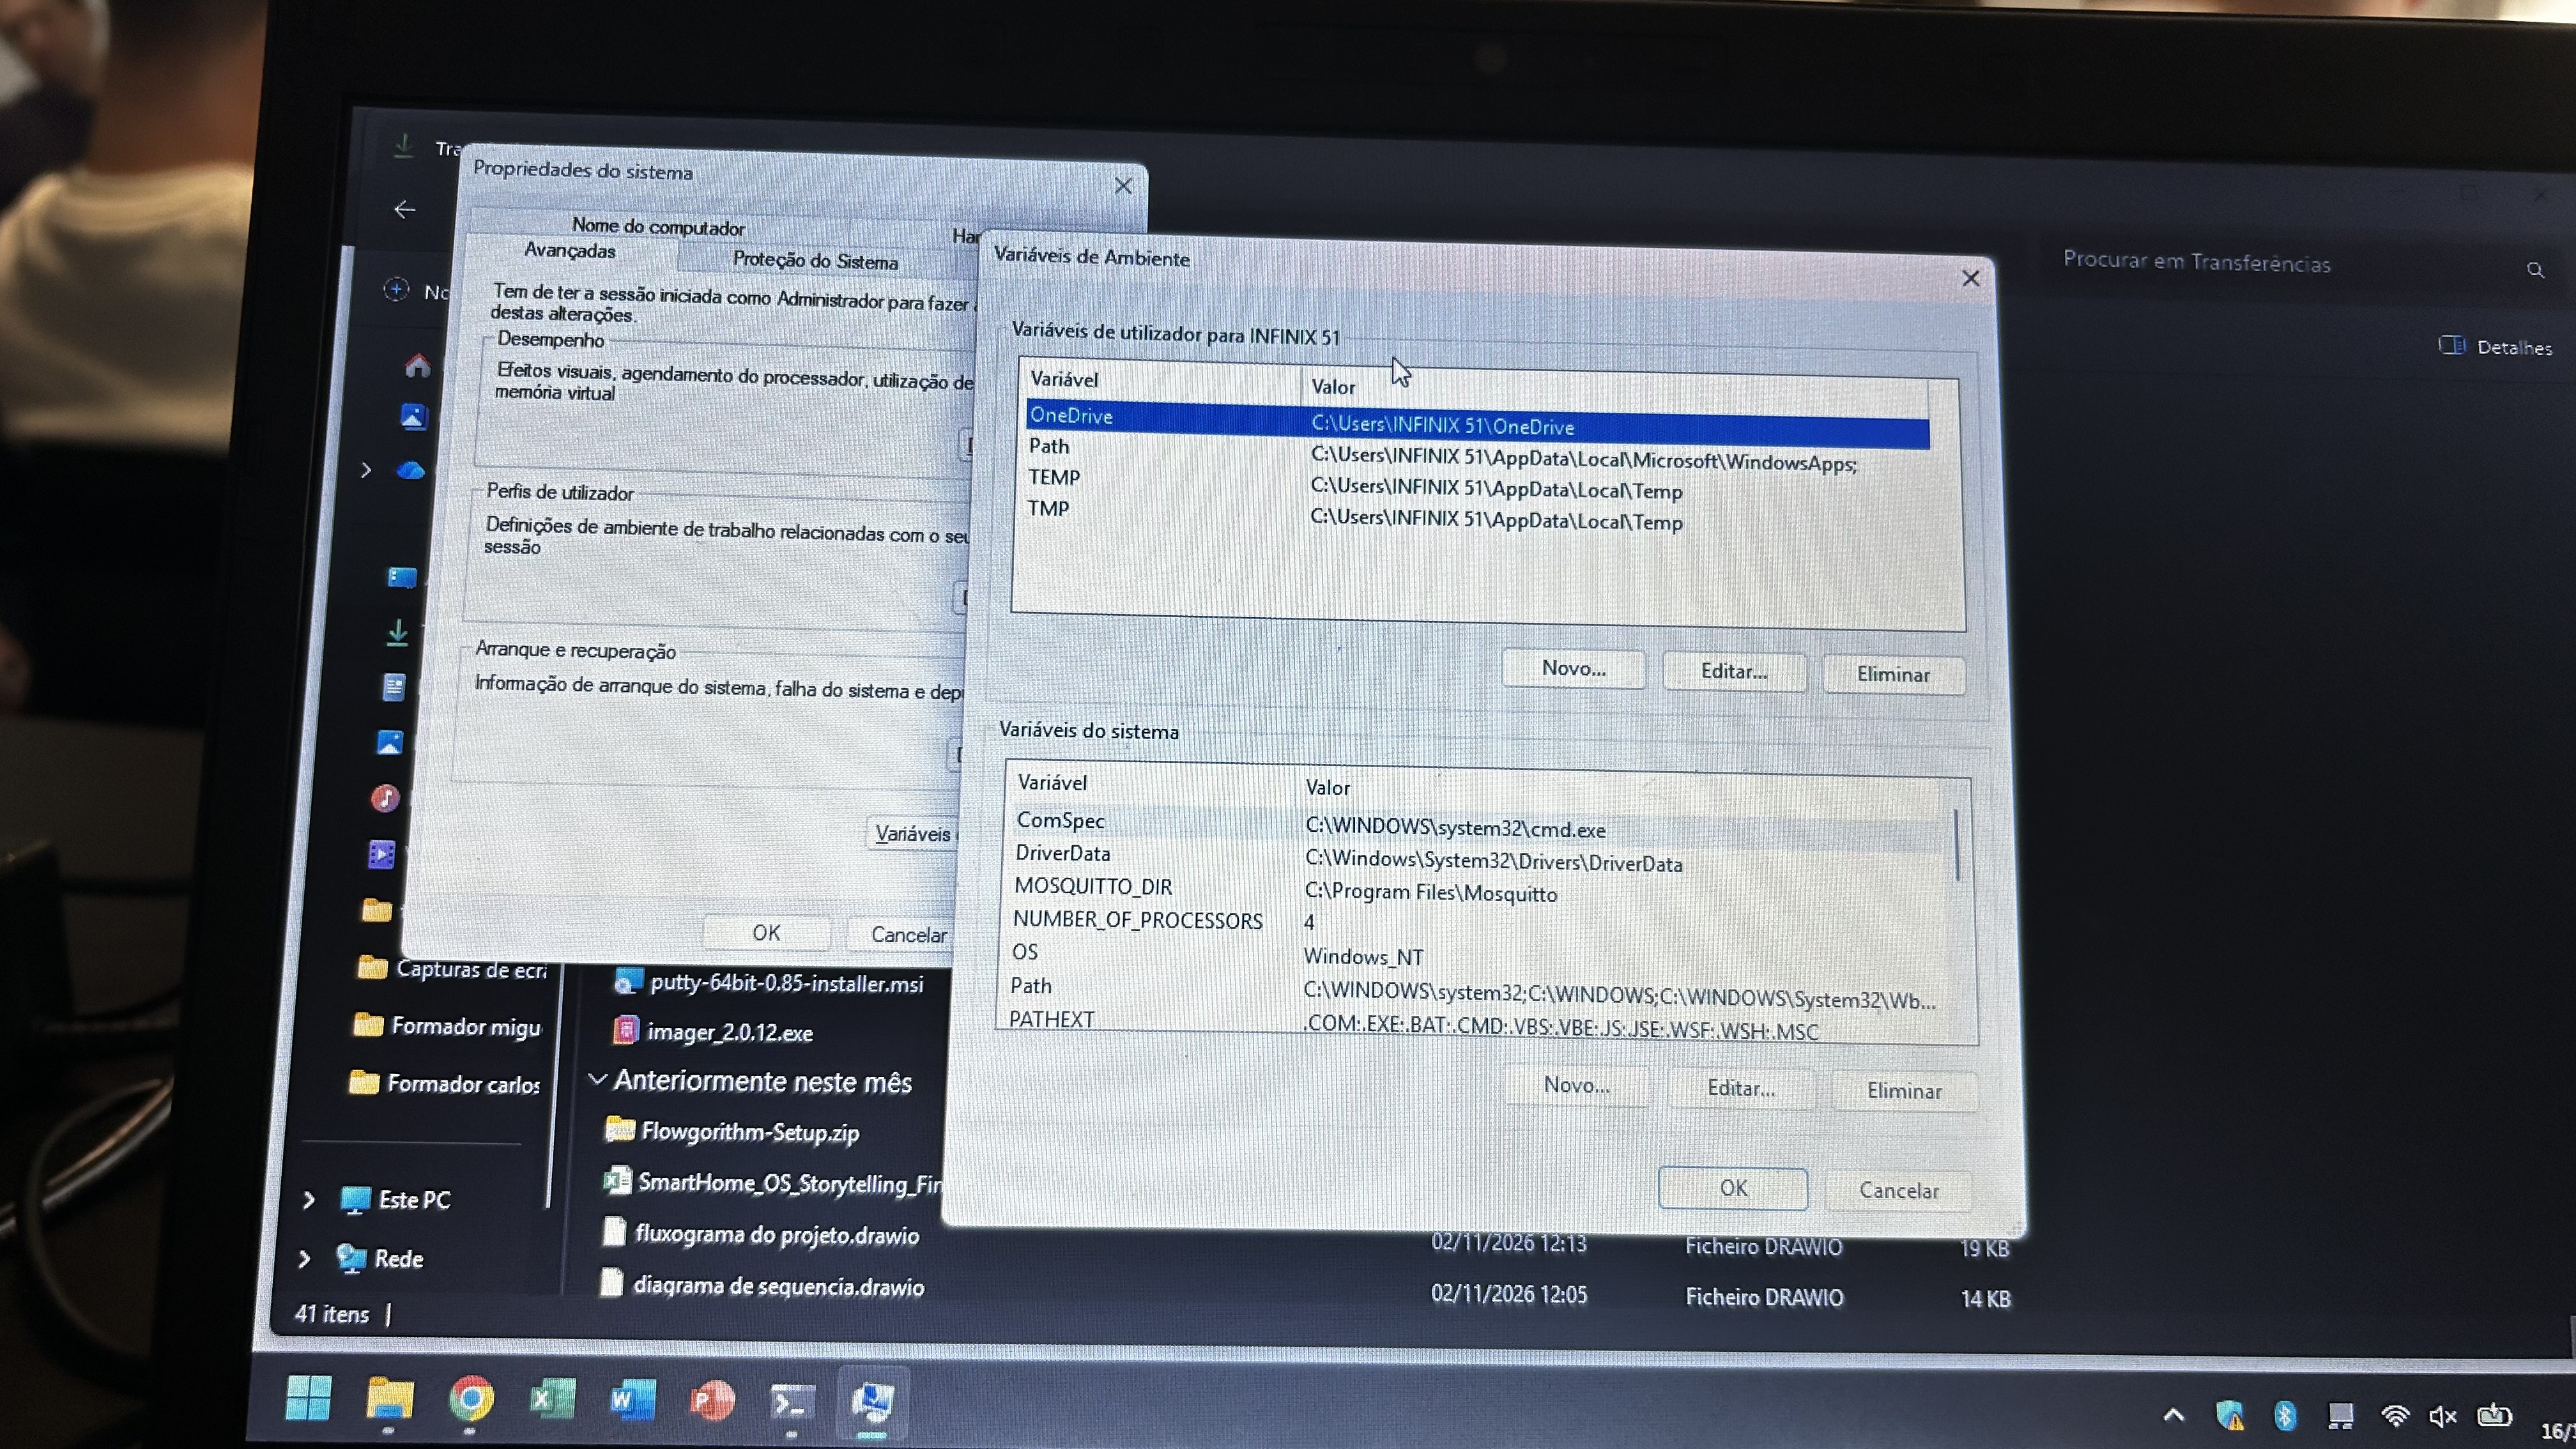 Propriedades do sistema
Nome do computador
Avançadas
Proteção do Sistema
Tem de ter a sessão iniciada como Administrador para fazer
destas alterações.
Desempenho
Efeitos visuais, agendamento do processador, utilização de
memória virtual
Perfis de utilizador
Definições de ambiente de trabalho relacionadas com o seu
sessão
Arranque e recuperação
Informação de arranque do sistema, falha do sistema e
Variáveis
OK
Cancelar
Variáveis de Ambiente
Variáveis de utilizador para INFINIX 51
Variável Valor
OneDrive C:\Users\INFINIX 51\OneDrive
Path C:\Users\INFINIX 51\AppData\Local\Microsoft\WindowsApps;
TEMP C:\Users\INFINIX 51\AppData\Local\Temp
TMP C:\Users\INFINIX 51\AppData\Local\Temp
Novo... Editar... Eliminar
Variáveis do sistema
Variável Valor
ComSpec C:\WINDOWS\system32\cmd.exe
DriverData C:\Windows\System32\Drivers\DriverData
MOSQUITTO_DIR C:\Program Files\Mosquitto
NUMBER_OF_PROCESSORS 4
OS Windows_NT
Path C:\WINDOWS\system32;C:\WINDOWS;C:\WINDOWS\System32\Wb...
PATHEXT .COM;.EXE;.BAT;.CMD;.VBS;.VBE;.JS;.JSE;.WSF;.WSH;.MSC
Novo... Editar... Eliminar
OK Cancelar
Procurar em Transferências
Detalhes
Capturas de
Formador migu
Formador carlos
Este PC
Rede
putty-64bit-0.85-installer.msi
imager_2.0.12.exe
Anteriormente neste mês
Flowgorithm-Setup.zip
SmartHome_OS_Storytelling_Fin
fluxograma do projeto.drawio 02/11/2026 12:13 Ficheiro DRAWIO 19 KB
diagrama de sequencia.drawio 02/11/2026 12:05 Ficheiro DRAWIO 14 KB
41 itens